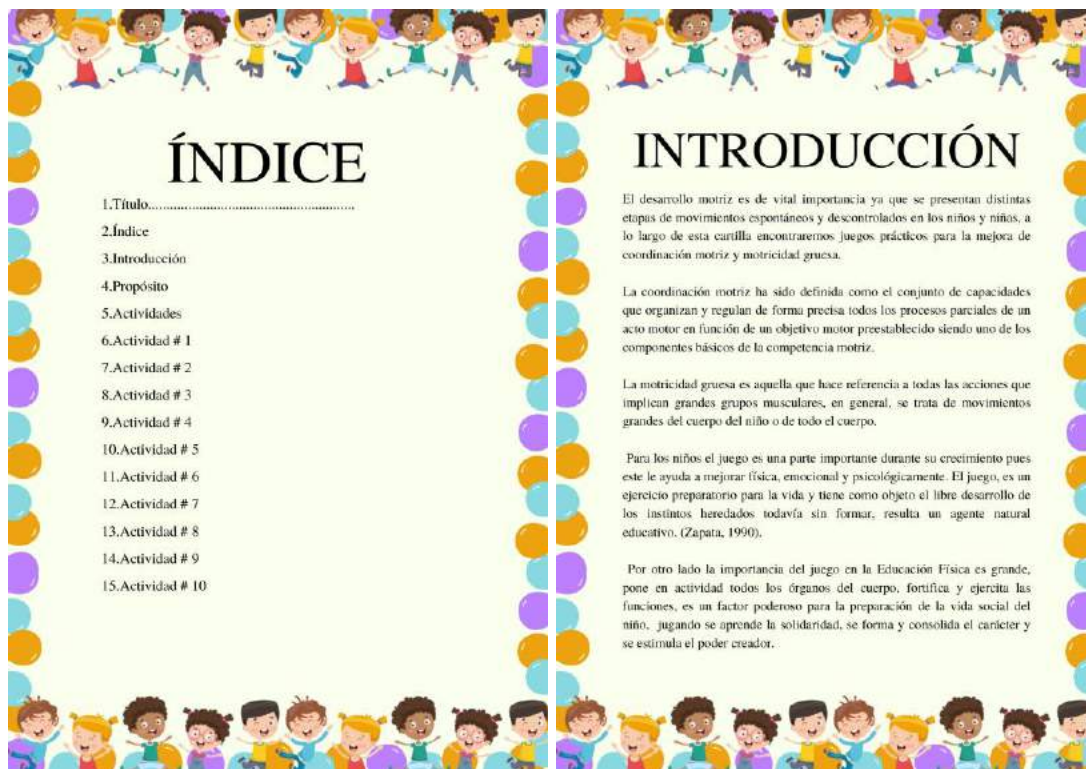 ÍNDICE
1.Título.........................................................
2.Índice
3.Introducción
4.Propósito
5.Actividades
6.Actividad # 1
7.Actividad # 2
8.Actividad # 3
9.Actividad # 4
10.Actividad # 5
11.Actividad # 6
12.Actividad # 7
13.Actividad # 8
14.Actividad # 9
15.Actividad # 10
INTRODUCCIÓN
El desarrollo motriz es de vital importancia ya que se presentan distintas
etapas de movimientos espontáneos y descontrolados en los niños y niñas, a
lo largo de esta cartilla encontraremos juegos prácticos para la mejora de
coordinación motriz y motricidad gruesa.
La coordinación motriz ha sido definida como el conjunto de capacidades
que organizan y regulan de forma precisa todos los procesos parciales de un
acto motor en función de un objetivo motor preestablecido siendo uno de los
componentes básicos de la competencia motriz.
La motricidad gruesa es aquella que hace referencia a todas las acciones que
implican grandes grupos musculares, en general, se trata de movimientos
grandes del cuerpo del niño o de todo el cuerpo.
Para los niños el juego es una parte importante durante su crecimiento pues
este le ayuda a mejorar física, emocional y psicológicamente. El juego, es un
ejercicio preparatorio para la vida y tiene como objeto el libre desarrollo de
los instintos heredados todavía sin formar, resulta un agente natural
educativo. (Zapata, 1990).
Por otro lado la importancia del juego en la Educación Física es grande,
pone en actividad todos los órganos del cuerpo, fortifica y ejercita las
funciones, es un factor poderoso para la preparación de la vida social del
niño, jugando se aprende la solidaridad, se forma y consolida el carácter y
se estimula el poder creador.